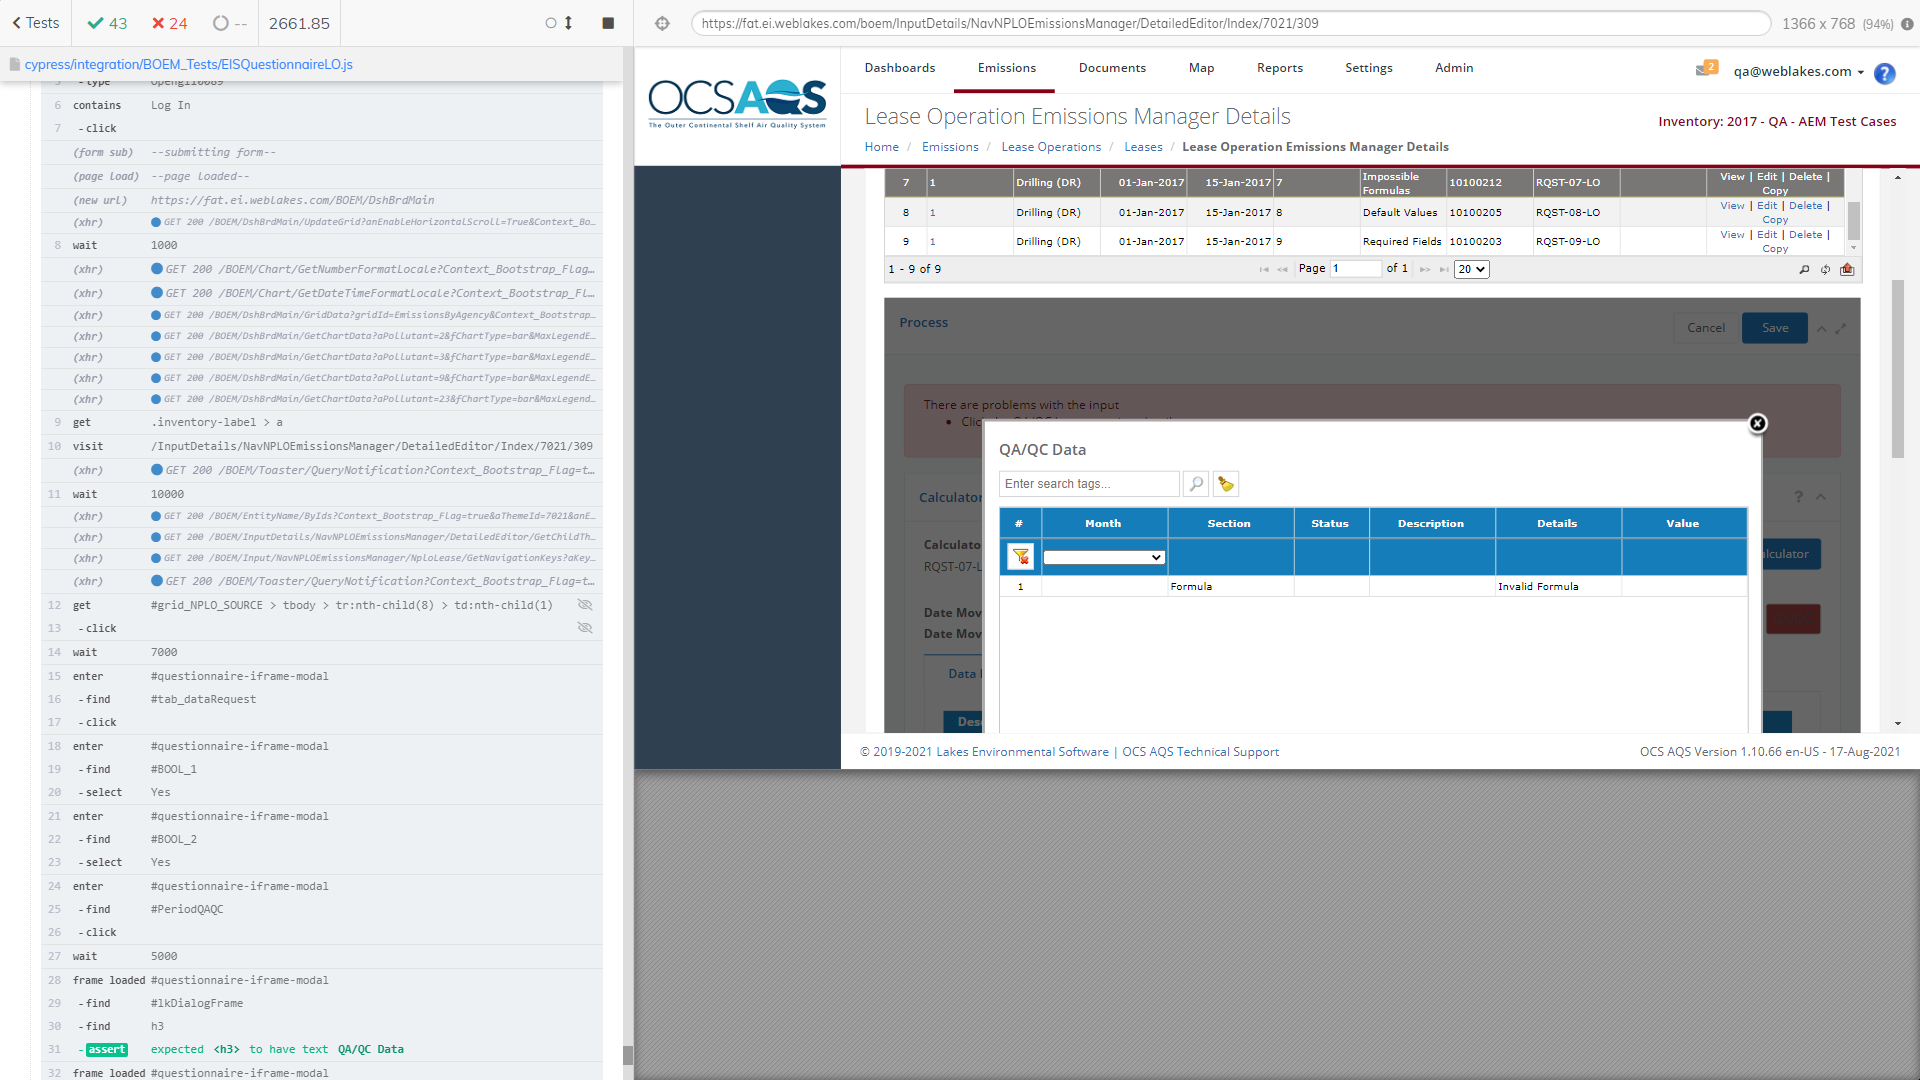 Tests
43
24
--
2661.85
https://fat.ei.weblakes.com/boem/InputDetails/NavNPLOEmissionsManager/DetailedEditor/Index/7021/309
1366 x 768 (94%)
cypress/integration/BOEM_Tests/EISQuestionnaireLO.js
6 contains Log In
7 -click
(form sub) --submitting form--
(page load) --page loaded--
(new url) https://fat.ei.weblakes.com/BOEM/DshBrdMain
(xhr) GET 200 /BOEM/DshBrdMain/UpdateGrid?anEnableHorizontalScroll=True&Context_Bo...
8 wait 1000
(xhr) GET 200 /BOEM/Chart/GetNumberFormatLocale?Context_Bootstrap_Flag...
(xhr) GET 200 /BOEM/Chart/GetDateTimeFormatLocale?Context_Bootstrap_Fl...
(xhr) GET 200 /BOEM/DshBrdMain/GridData?gridId=EmissionsByAgency&Context_Bootstrap...
(xhr) GET 200 /BOEM/DshBrdMain/GetChartData?aPollutant=2&fChartType=bar&MaxLegendE...
(xhr) GET 200 /BOEM/DshBrdMain/GetChartData?aPollutant=3&fChartType=bar&MaxLegendE...
(xhr) GET 200 /BOEM/DshBrdMain/GetChartData?aPollutant=9&fChartType=bar&MaxLegendE...
(xhr) GET 200 /BOEM/DshBrdMain/GetChartData?aPollutant=23&fChartType=bar&MaxLegend...
9 get .inventory-label > a
10 visit /InputDetails/NavNPLOEmissionsManager/DetailedEditor/Index/7021/309
(xhr) GET 200 /BOEM/Toaster/QueryNotification?Context_Bootstrap_Flag=t...
11 wait 10000
(xhr) GET 200 /BOEM/EntityName/ByIds?Context_Bootstrap_Flag=true&aThemeId=7021&anE...
(xhr) GET 200 /BOEM/InputDetails/NavNPLOEmissionsManager/DetailedEditor/GetChildTh...
(xhr) GET 200 /BOEM/Input/NavNPLOEmissionsManager/NploLease/GetNavigationKeys?aKey...
(xhr) GET 200 /BOEM/Toaster/QueryNotification?Context_Bootstrap_Flag=t...
12 get #grid_NPLO_SOURCE > tbody > tr:nth-child(8) > td:nth-child(1)
13 -click
14 wait 7000
15 enter #questionnaire-iframe-modal
16 -find #tab_dataRequest
17 -click
18 enter #questionnaire-iframe-modal
19 -find #BOOL_1
20 -select Yes
21 enter #questionnaire-iframe-modal
22 -find #BOOL_2
23 -select Yes
24 enter #questionnaire-iframe-modal
25 -find #PeriodQAQC
26 -click
27 wait 5000
28 frame loaded #questionnaire-iframe-modal
29 -find #lkDialogFrame
30 -find h3
31 -assert expected <h3> to have text QA/QC Data
32 frame loaded #questionnaire-iframe-modal
OCSAQS
The Outer Continental Shelf Air Quality System
Dashboards Emissions Documents Map Reports Settings Admin
2 qa@weblakes.com ?
Lease Operation Emissions Manager Details
Inventory: 2017 - QA - AEM Test Cases
Home / Emissions / Lease Operations / Leases / Lease Operation Emissions Manager Details
7 1 Drilling (DR) 01-Jan-2017 15-Jan-2017 7 Impossible Formulas 10100212 RQST-07-LO View | Edit | Delete | Copy
8 1 Drilling (DR) 01-Jan-2017 15-Jan-2017 8 Default Values 10100205 RQST-08-LO View | Edit | Delete | Copy
9 1 Drilling (DR) 01-Jan-2017 15-Jan-2017 9 Required Fields 10100203 RQST-09-LO View | Edit | Delete | Copy
1 - 9 of 9 Page 1 of 1 20
Process Cancel Save
There are problems with the input
QA/QC Data
Enter search tags...
# Month Section Status Description Details Value
1 Formula Invalid Formula
Calculator
?
Calculato
lculator
RQST-07-L
Date Mov
Date Mov
Data
Des
© 2019-2021 Lakes Environmental Software | OCS AQS Technical Support
OCS AQS Version 1.10.66 en-US - 17-Aug-2021